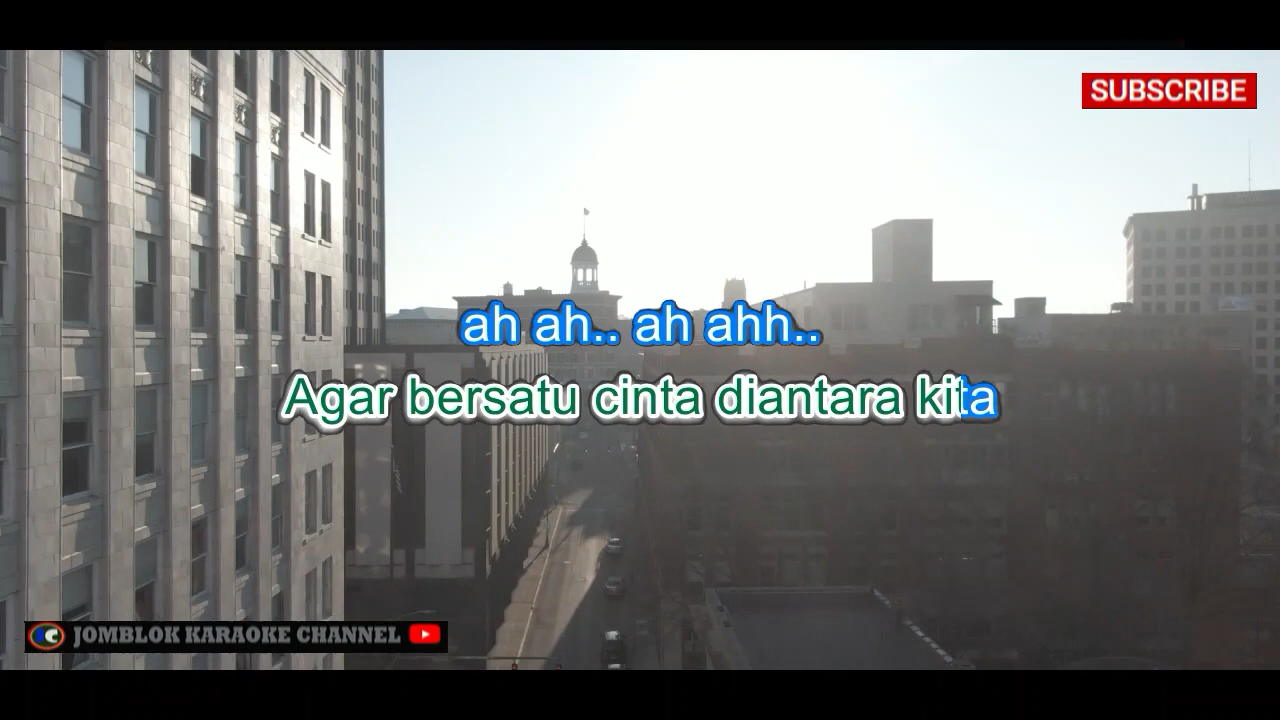 SUBSCRIBE
ah ah.. ah ahh..
Agar bersatu cinta diantara kita
JOMBLOK KARAOKE CHANNEL